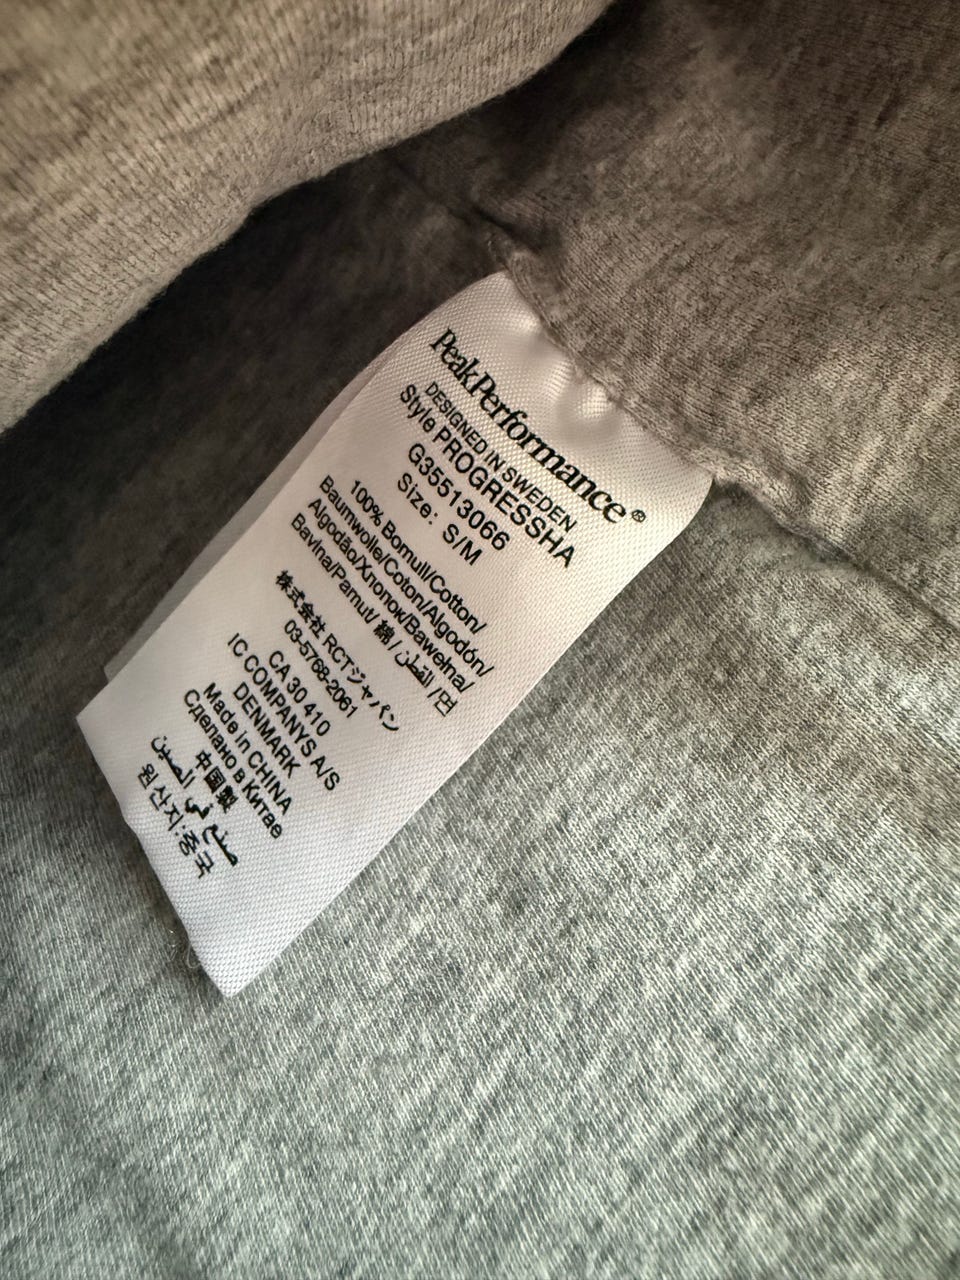 PeakPerformance®
DESIGNED IN SWEDEN
Style PROGRESSHA
G35513066
Size: S/M
100% Bomull/Cotton/
Baumwolle/Coton/Algodón/
Algodão/Хлопок/Bawełna/
Bavlna/Pamut/ 綿 / القطن / 면
株式会社 RCTジャパン
03-5768-2061
CA 30 410
IC COMPANYS A/S
DENMARK
Made in CHINA
Сделано в Китае
中国製
صنع في الصين
원산지:중국